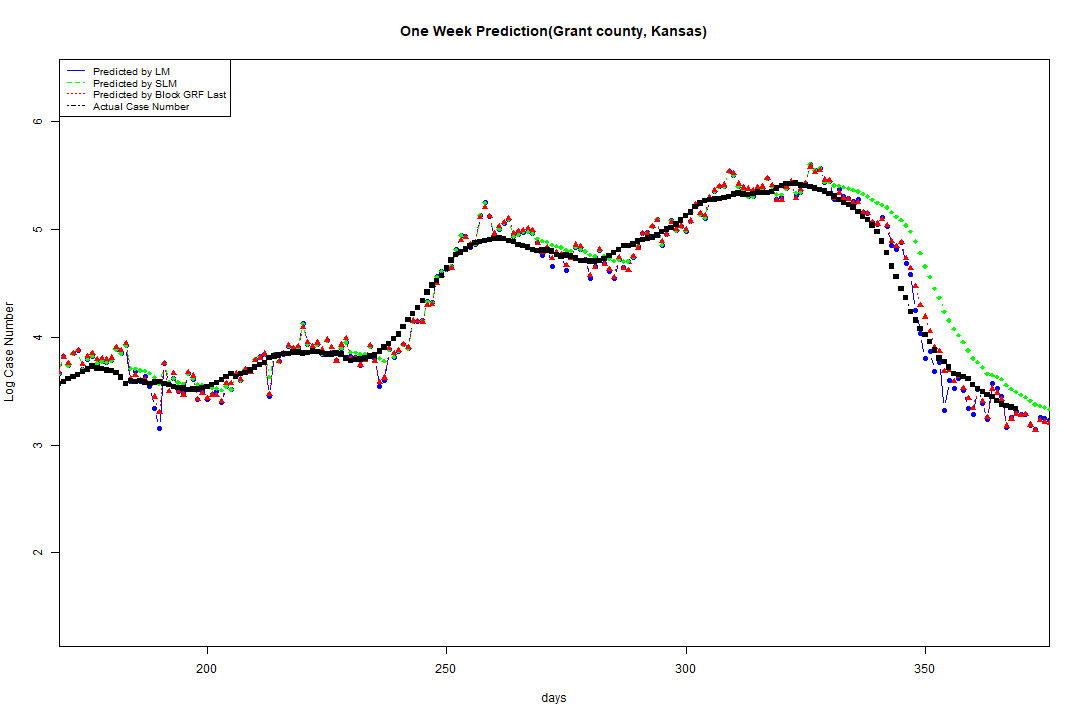 One Week Prediction(Grant county, Kansas)
Predicted by LM
Predicted by SLM
Predicted by Block GRF Last
Actual Case Number
Log Case Number
6
5
4
3
2
200 250 300 350
days